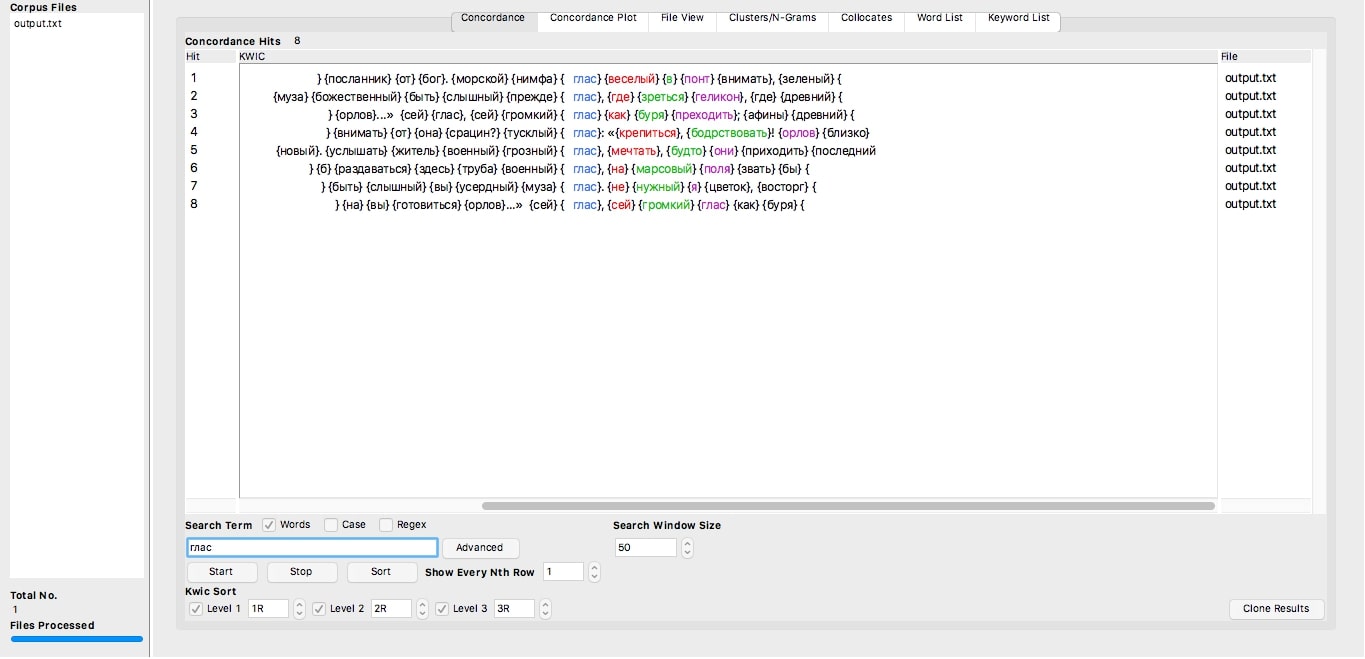 Corpus Files
output.txt
Concordance Concordance Plot File View Clusters/N-Grams Collocates Word List Keyword List
Concordance Hits 8
Hit KWIC File
1 } {посланник} {от} {бог}. {морской} {нимфа} { глас} {веселый} {в} {понт} {внимать}, {зеленый} { output.txt
2 {муза} {божественный} {быть} {слышный} {прежде} { глас}, {где} {зреться} {геликон}, {где} {древний} { output.txt
3 } {орлов}...» {сей} {глас}, {сей} {громкий} { глас} {как} {буря} {преходить}; {афины} {древний} { output.txt
4 } {внимать} {от} {она} {срацин?} {тусклый} { глас}: «{крепиться}, {бодрствовать}! {орлов} {близко} output.txt
5 {новый}. {услышать} {житель} {военный} {грозный} { глас}, {мечтать}, {будто} {они} {приходить} {последний output.txt
6 } {б} {раздаваться} {здесь} {труба} {военный} { глас}, {на} {марсовый} {поля} {звать} {бы} { output.txt
7 } {быть} {слышный} {вы} {усердный} {муза} { глас}. {не} {нужный} {я} {цветок}, {восторг} { output.txt
8 } {на} {вы} {готовиться} {орлов}...» {сей} { глас}, {сей} {громкий} {глас} {как} {буря} { output.txt
Search Term Words Case Regex Search Window Size
глас Advanced 50
Start Stop Sort Show Every Nth Row 1
Kwic Sort
Level 1 1R Level 2 2R Level 3 3R Clone Results
Total No.
1
Files Processed